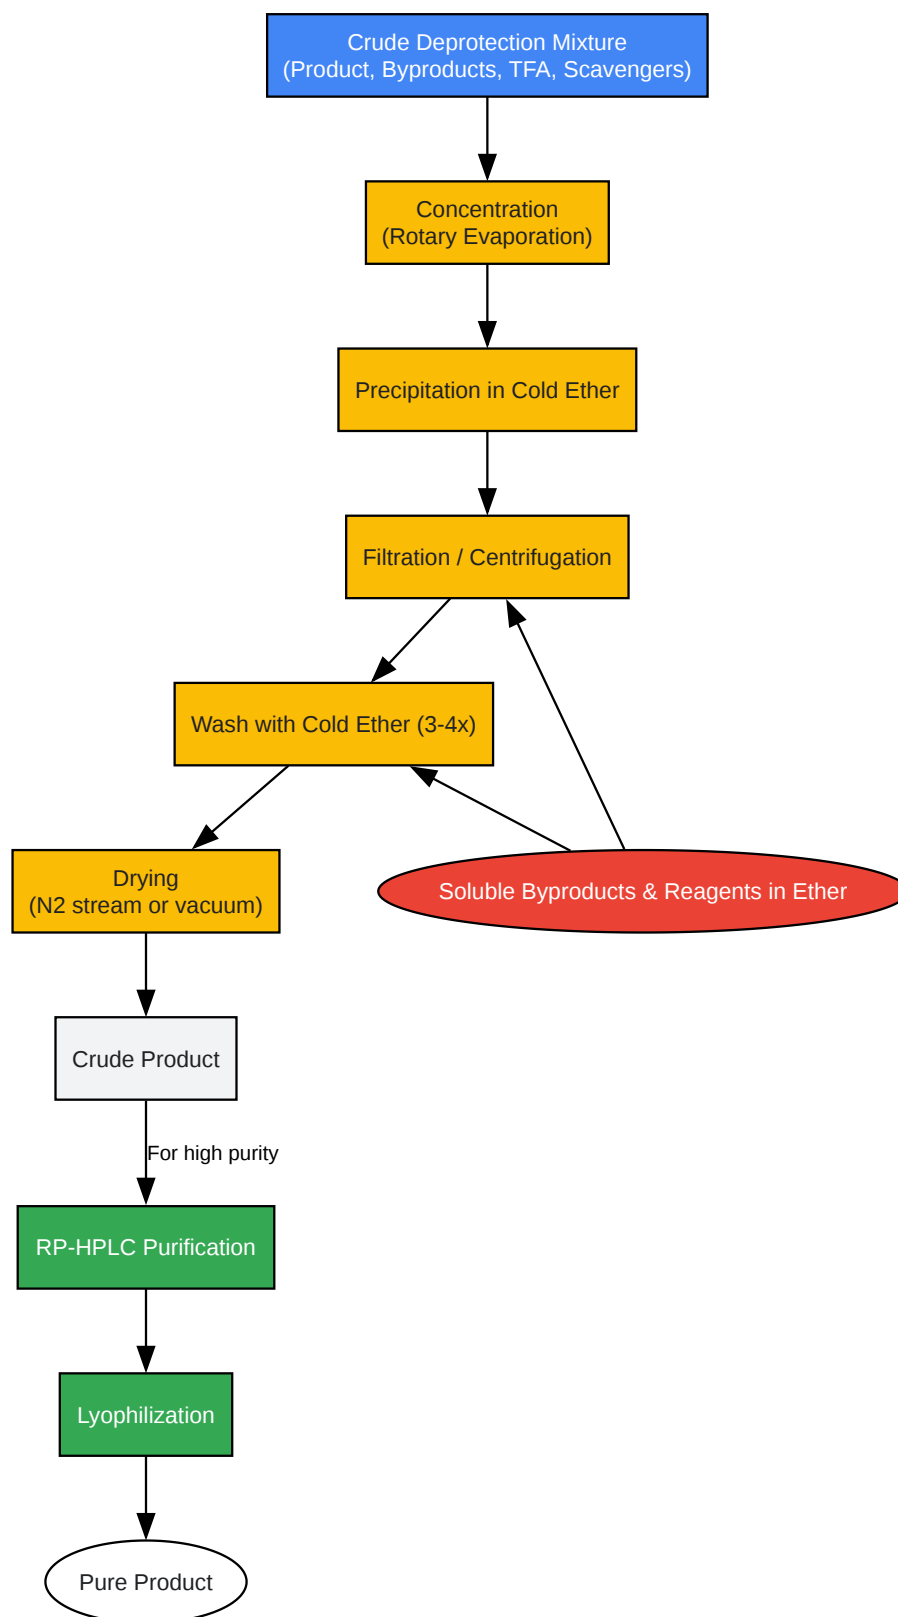 Crude Deprotection Mixture
(Product, Byproducts, TFA, Scavengers)
Concentration
(Rotary Evaporation)
Precipitation in Cold Ether
Filtration / Centrifugation
Wash with Cold Ether (3-4x)
Drying
(N2 stream or vacuum)
Soluble Byproducts & Reagents in Ether
Crude Product
For high purity
RP-HPLC Purification
Lyophilization
Pure Product